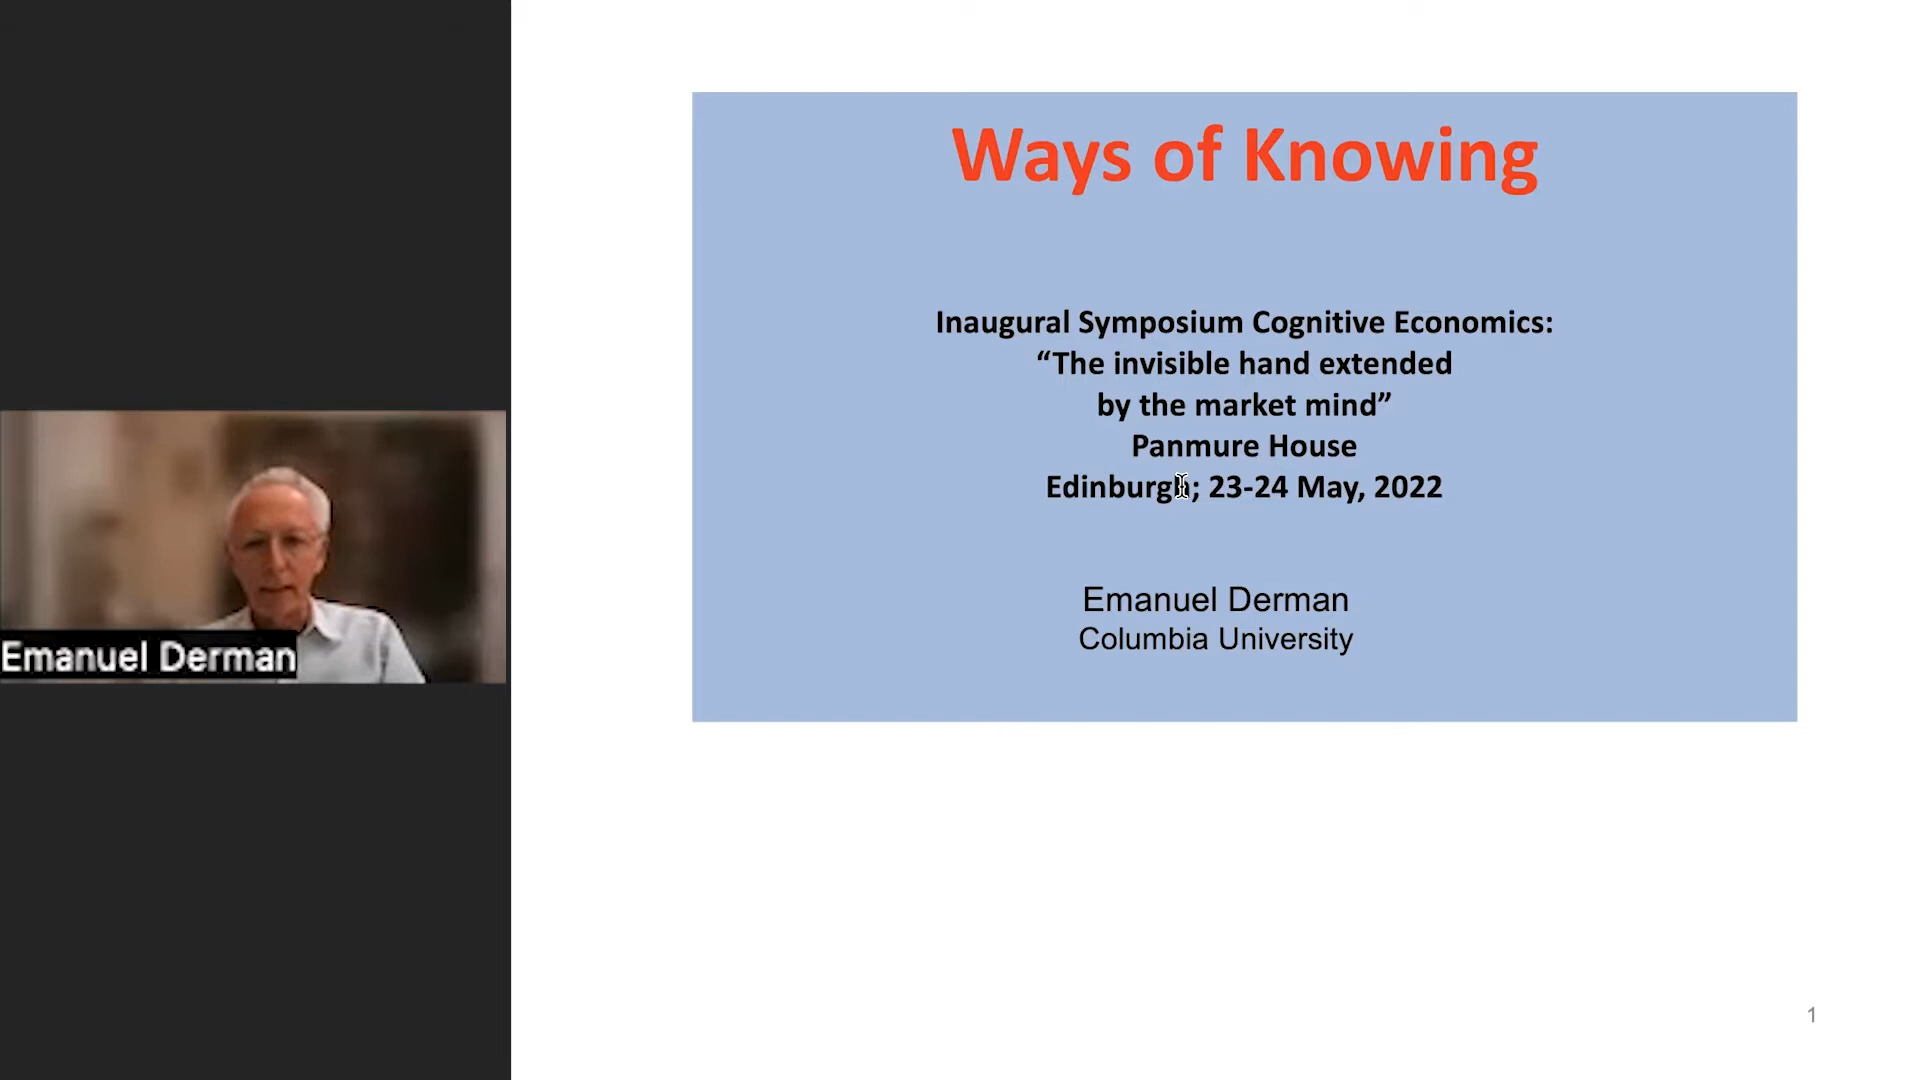 Ways of Knowing
Inaugural Symposium Cognitive Economics:
“The invisible hand extended
by the market mind”
Panmure House
Edinburgh; 23-24 May, 2022
Emanuel Derman
Columbia University
Emanuel Derman
1